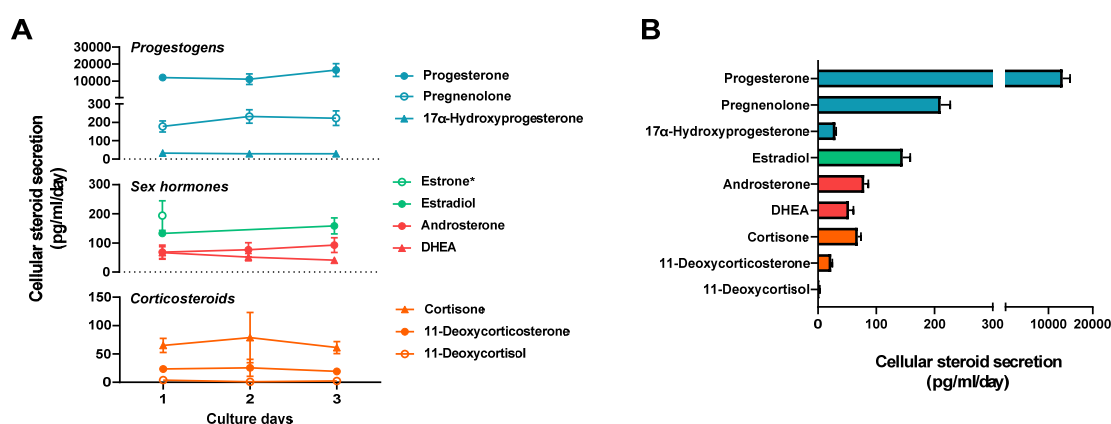 A
Progestogens
30000
20000
10000
300
200
100
0
Progesterone
Pregnenolone
17α-Hydroxyprogesterone
Sex hormones
300
200
100
0
Estrone*
Estradiol
Androsterone
DHEA
Corticosteroids
150
100
50
0
Cortisone
11-Deoxycorticosterone
11-Deoxycortisol
1 2 3
Culture days
Cellular steroid secretion
(pg/ml/day)
B
Progesterone
Pregnenolone
17α-Hydroxyprogesterone
Estradiol
Androsterone
DHEA
Cortisone
11-Deoxycorticosterone
11-Deoxycortisol
0 100 200 300 10000 20000
Cellular steroid secretion
(pg/ml/day)